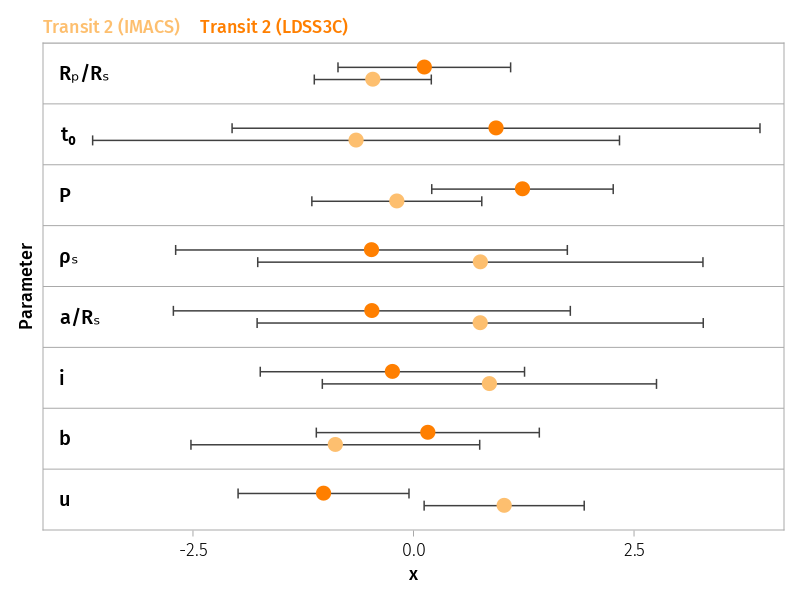 Transit 2 (IMACS) Transit 2 (LDSS3C)
Rₚ/Rₛ
t₀
P
ρₛ
a/Rₛ
i
b
u
Parameter
-2.5 0.0 2.5
x